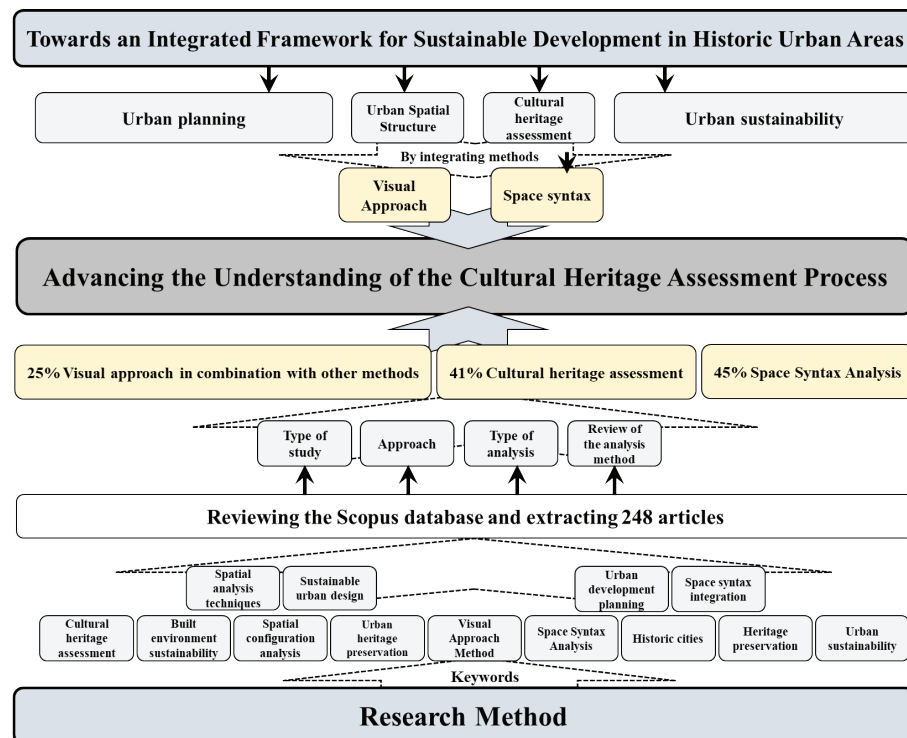 Towards an Integrated Framework for Sustainable Development in Historic Urban Areas
Urban planning
Urban Spatial
Structure
Cultural
heritage
assessment
Urban sustainability
By integrating methods
Visual
Approach
Space syntax
Advancing the Understanding of the Cultural Heritage Assessment Process
25% Visual approach in combination with other methods
41% Cultural heritage assessment
45% Space Syntax Analysis
Type of
study
Approach
Type of
analysis
Review of
the analysis
method
Reviewing the Scopus database and extracting 248 articles
Spatial
analysis
techniques
Sustainable
urban design
Urban
development
planning
Space syntax
integration
Cultural
heritage
assessment
Built
environment
sustainability
Spatial
configuration
analysis
Urban
heritage
preservation
Visual
Approach
Method
Space Syntax
Analysis
Historic cities
Heritage
preservation
Urban
sustainability
Keywords
Research Method